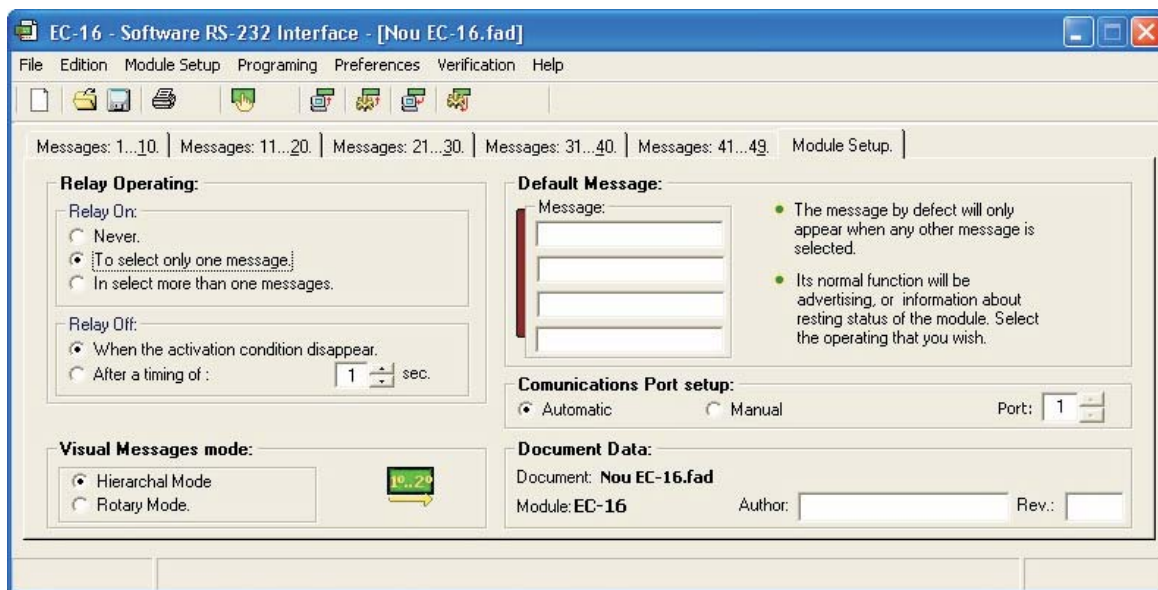 EC-16 - Software RS-232 Interface - [Nou EC-16.fad]
File Edition Module Setup Programing Preferences Verification Help
Messages: 1...10. Messages: 11...20. Messages: 21...30. Messages: 31...40. Messages: 41...49. Module Setup.
Relay Operating:
Relay On:
Never.
To select only one message.
In select more than one messages.
Relay Off:
When the activation condition disappear.
After a timing of : 1 sec.
Visual Messages mode:
Hierarchal Mode
Rotary Mode.
1º..2º
Default Message:
Message:
The message by defect will only
appear when any other message is
selected.
Its normal function will be
advertising, or information about
resting status of the module. Select
the operating that you wish.
Comunications Port setup:
Automatic Manual Port: 1
Document Data:
Document: Nou EC-16.fad
Module: EC-16 Author: Rev.: